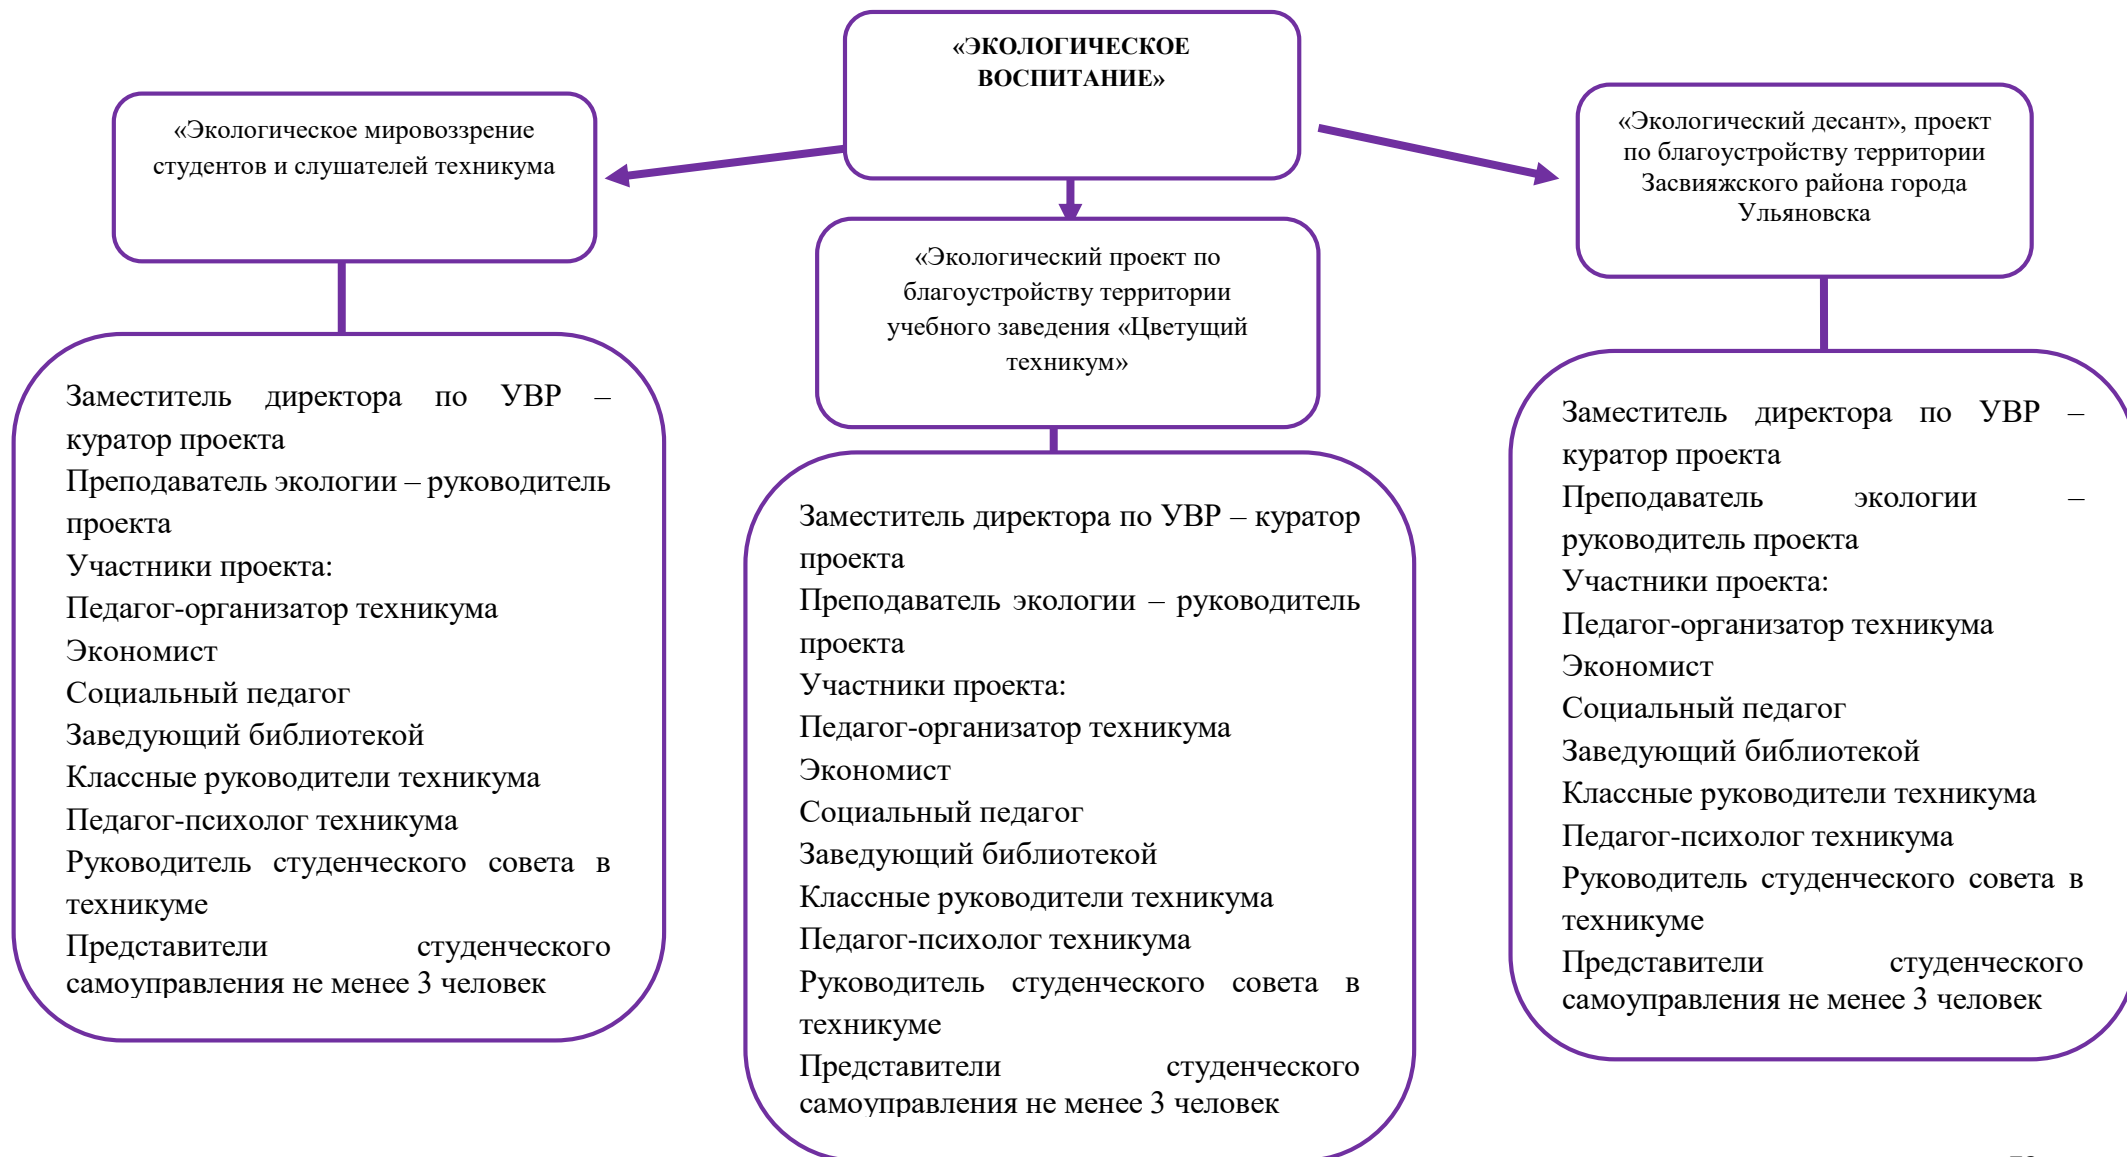 «ЭКОЛОГИЧЕСКОЕ
ВОСПИТАНИЕ»
«Экологическое мировоззрение
студентов и слушателей техникума
«Экологический проект по
благоустройству территории
учебного заведения «Цветущий
техникум»
«Экологический десант», проект
по благоустройству территории
Засвияжского района города
Ульяновска
Заместитель директора по УВР –
куратор проекта
Преподаватель экологии – руководитель
проекта
Участники проекта:
Педагог-организатор техникума
Экономист
Социальный педагог
Заведующий библиотекой
Классные руководители техникума
Педагог-психолог техникума
Руководитель студенческого совета в
техникуме
Представители студенческого
самоуправления не менее 3 человек
Заместитель директора по УВР – куратор
проекта
Преподаватель экологии – руководитель
проекта
Участники проекта:
Педагог-организатор техникума
Экономист
Социальный педагог
Заведующий библиотекой
Классные руководители техникума
Педагог-психолог техникума
Руководитель студенческого совета в
техникуме
Представители студенческого
самоуправления не менее 3 человек
Заместитель директора по УВР –
куратор проекта
Преподаватель экологии –
руководитель проекта
Участники проекта:
Педагог-организатор техникума
Экономист
Социальный педагог
Заведующий библиотекой
Классные руководители техникума
Педагог-психолог техникума
Руководитель студенческого совета в
техникуме
Представители студенческого
самоуправления не менее 3 человек